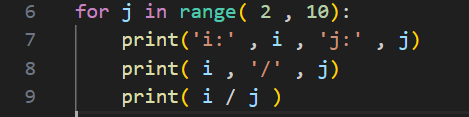 6 for j in range( 2 , 10):
7 print('i:' , i , 'j:' , j)
8 print( i , '/' , j)
9 print( i / j )